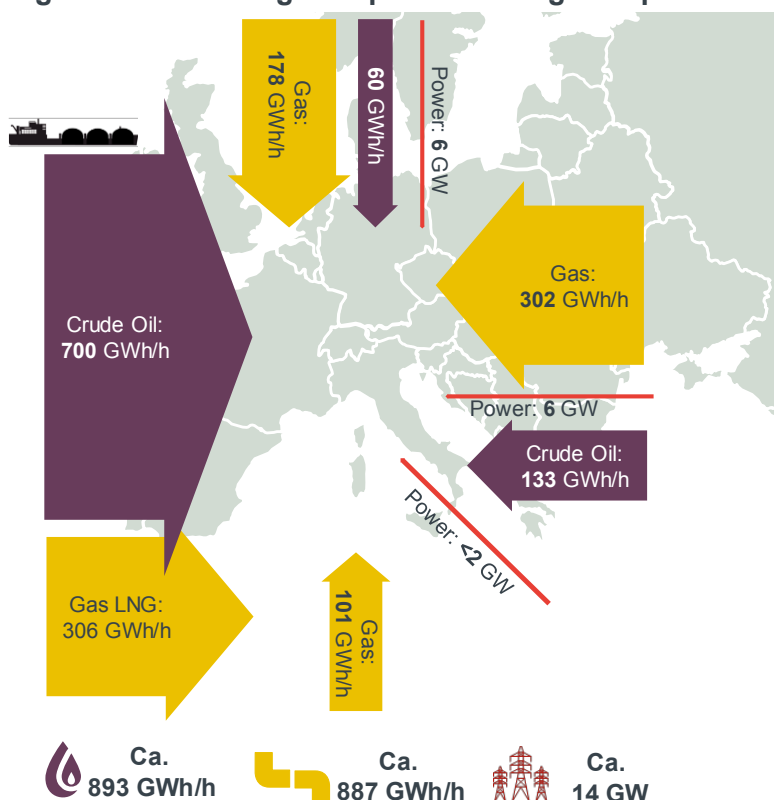 Gas:
178 GWh/h
60 GWh/h
Power: 6 GW
Gas:
302 GWh/h
Crude Oil:
700 GWh/h
Power: 6 GW
Crude Oil:
133 GWh/h
Power: <2 GW
Gas LNG:
306 GWh/h
Gas:
101 GWh/h
Ca.
893 GWh/h
Ca.
887 GWh/h
Ca.
14 GW